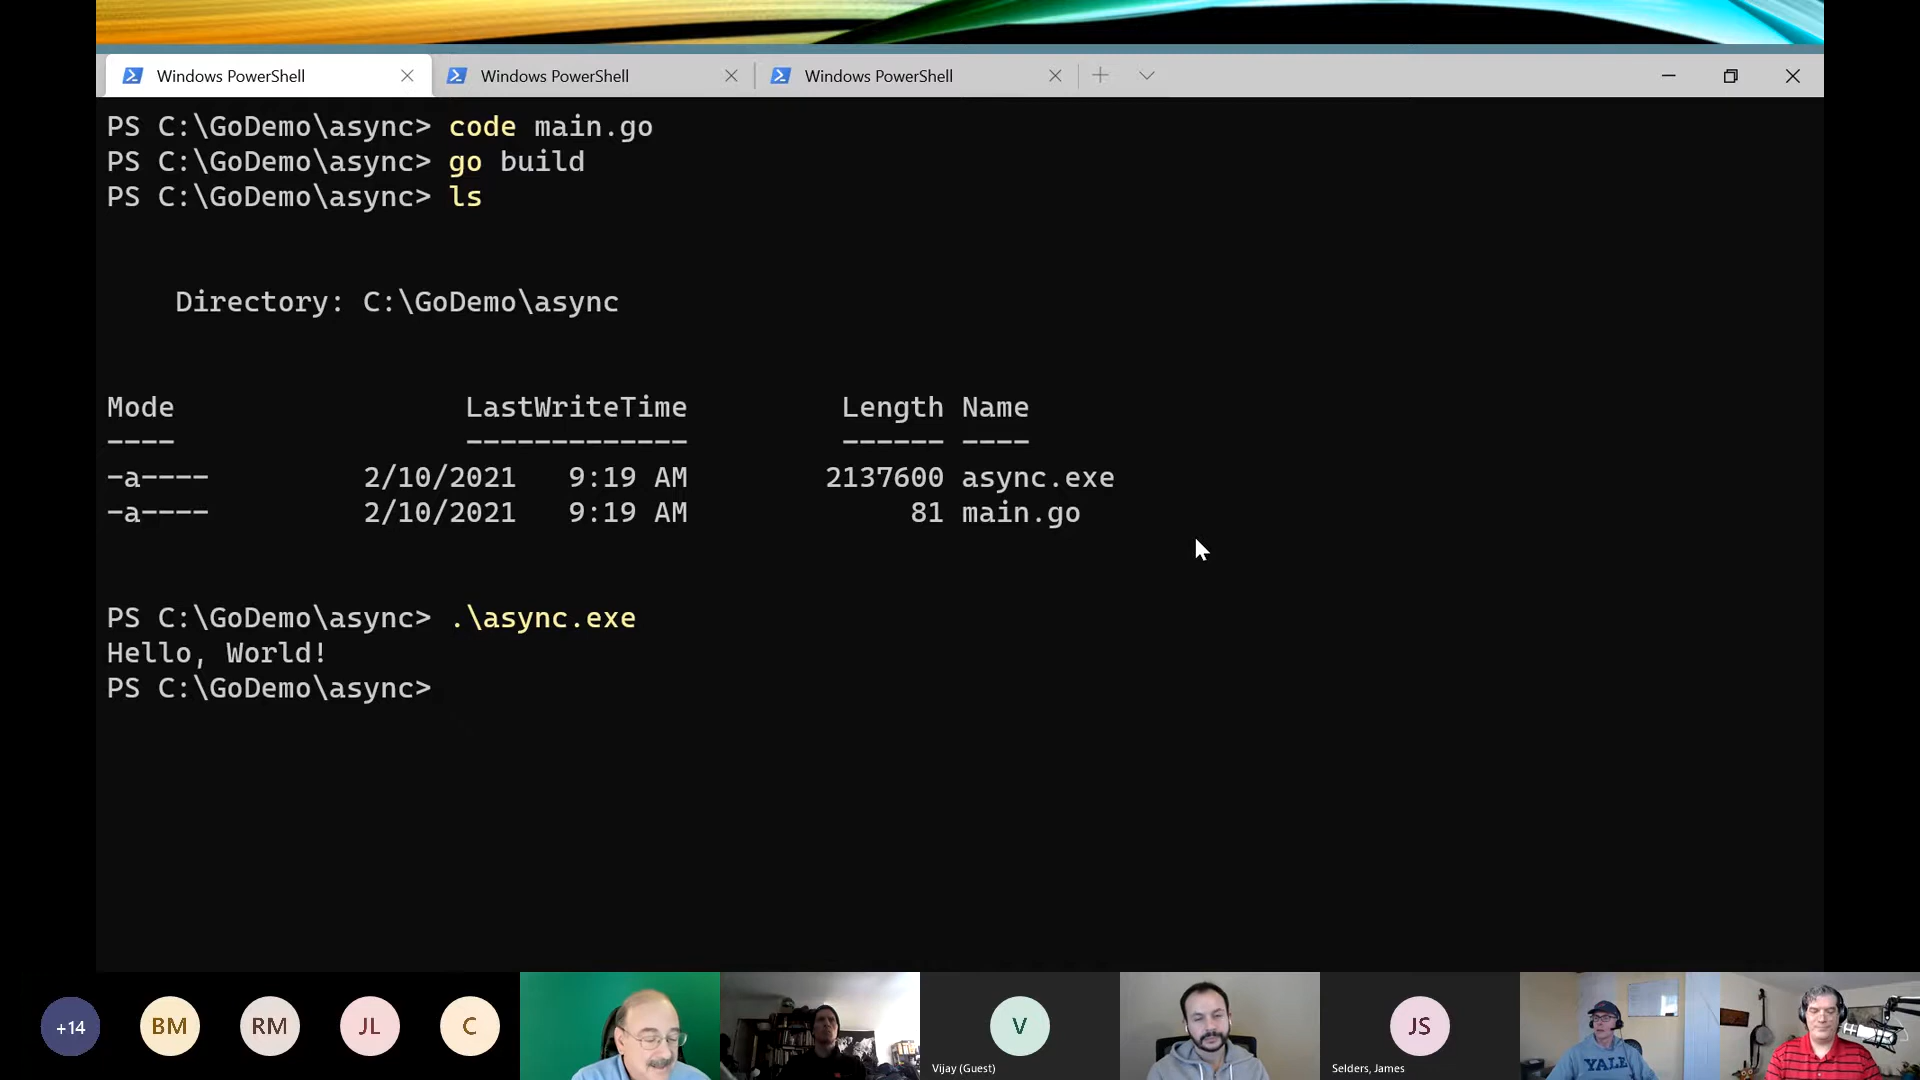 Windows PowerShell
Windows PowerShell
Windows PowerShell
PS C:\GoDemo\async> code main.go
PS C:\GoDemo\async> go build
PS C:\GoDemo\async> ls
Directory: C:\GoDemo\async
Mode LastWriteTime Length Name
---- ------------- ------ ----
-a---- 2/10/2021 9:19 AM 2137600 async.exe
-a---- 2/10/2021 9:19 AM 81 main.go
PS C:\GoDemo\async> .\async.exe
Hello, World!
PS C:\GoDemo\async>
+14
BM
RM
JL
C
V
Vijay (Guest)
JS
Selders, James
YALE